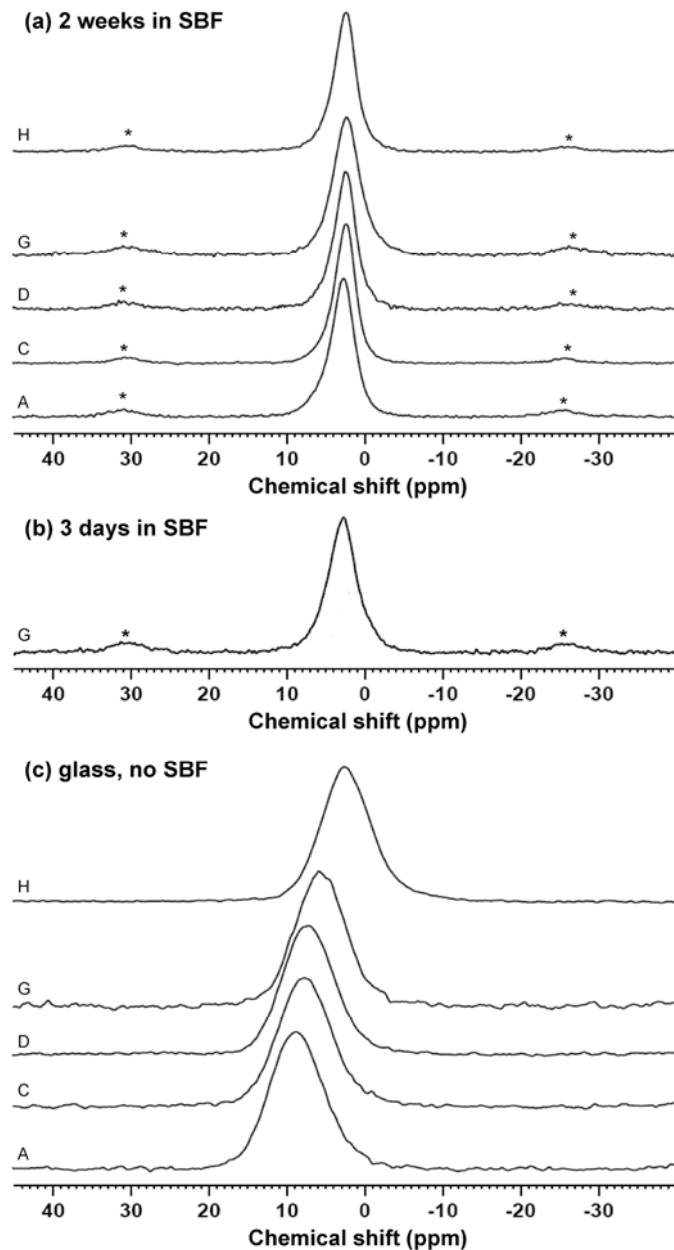 (a) 2 weeks in SBF
H
* *
G
* *
D
* *
C
* *
A
* *
40 30 20 10 0 -10 -20 -30
Chemical shift (ppm)
(b) 3 days in SBF
G
* *
40 30 20 10 0 -10 -20 -30
Chemical shift (ppm)
(c) glass, no SBF
H
G
D
C
A
40 30 20 10 0 -10 -20 -30
Chemical shift (ppm)